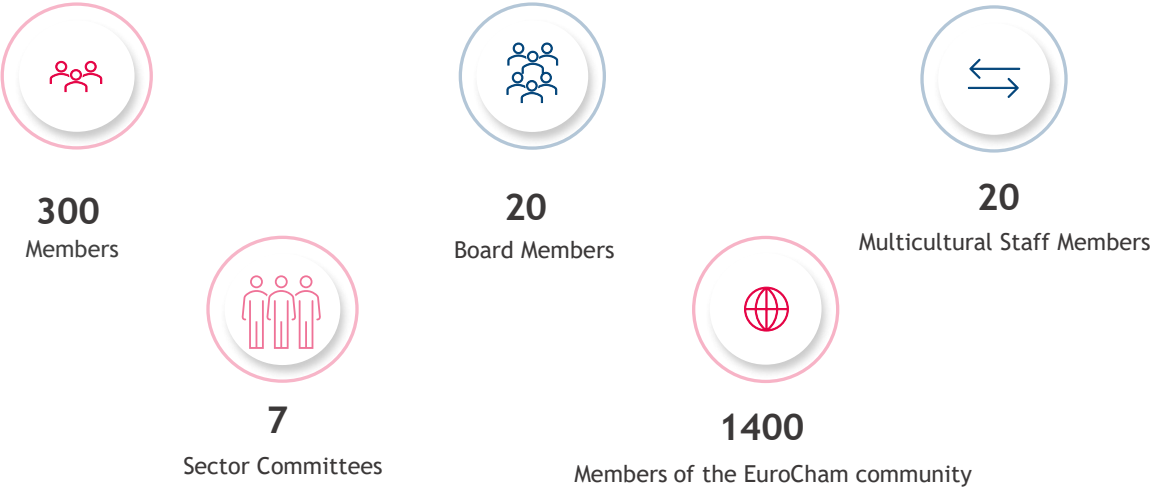 300
Members
20
Board Members
20
Multicultural Staff Members
7
Sector Committees
1400
Members of the EuroCham community